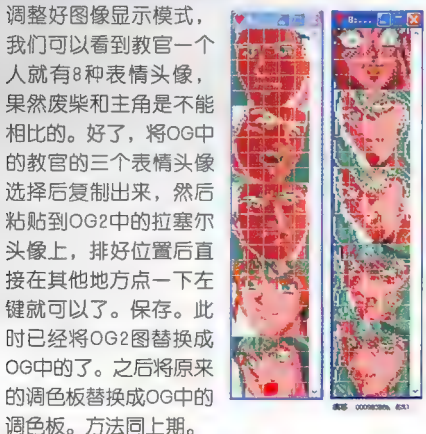 调整好图像显示模式，
我们可以看到教官一个
人就有8种表情头像，
果然废柴和主角是不能
相比的。好了，将OG中
的教官的三个表情头像
选择后复制出来，然后
粘贴到OG2中的拉塞尔
头像上，排好位置后直
接在其他地方点一下左
键就可以了。保存。此
时已经将OG2图替换成
OG中的了。之后将原来
的调色板替换成OG中的
调色板。方法同上期。